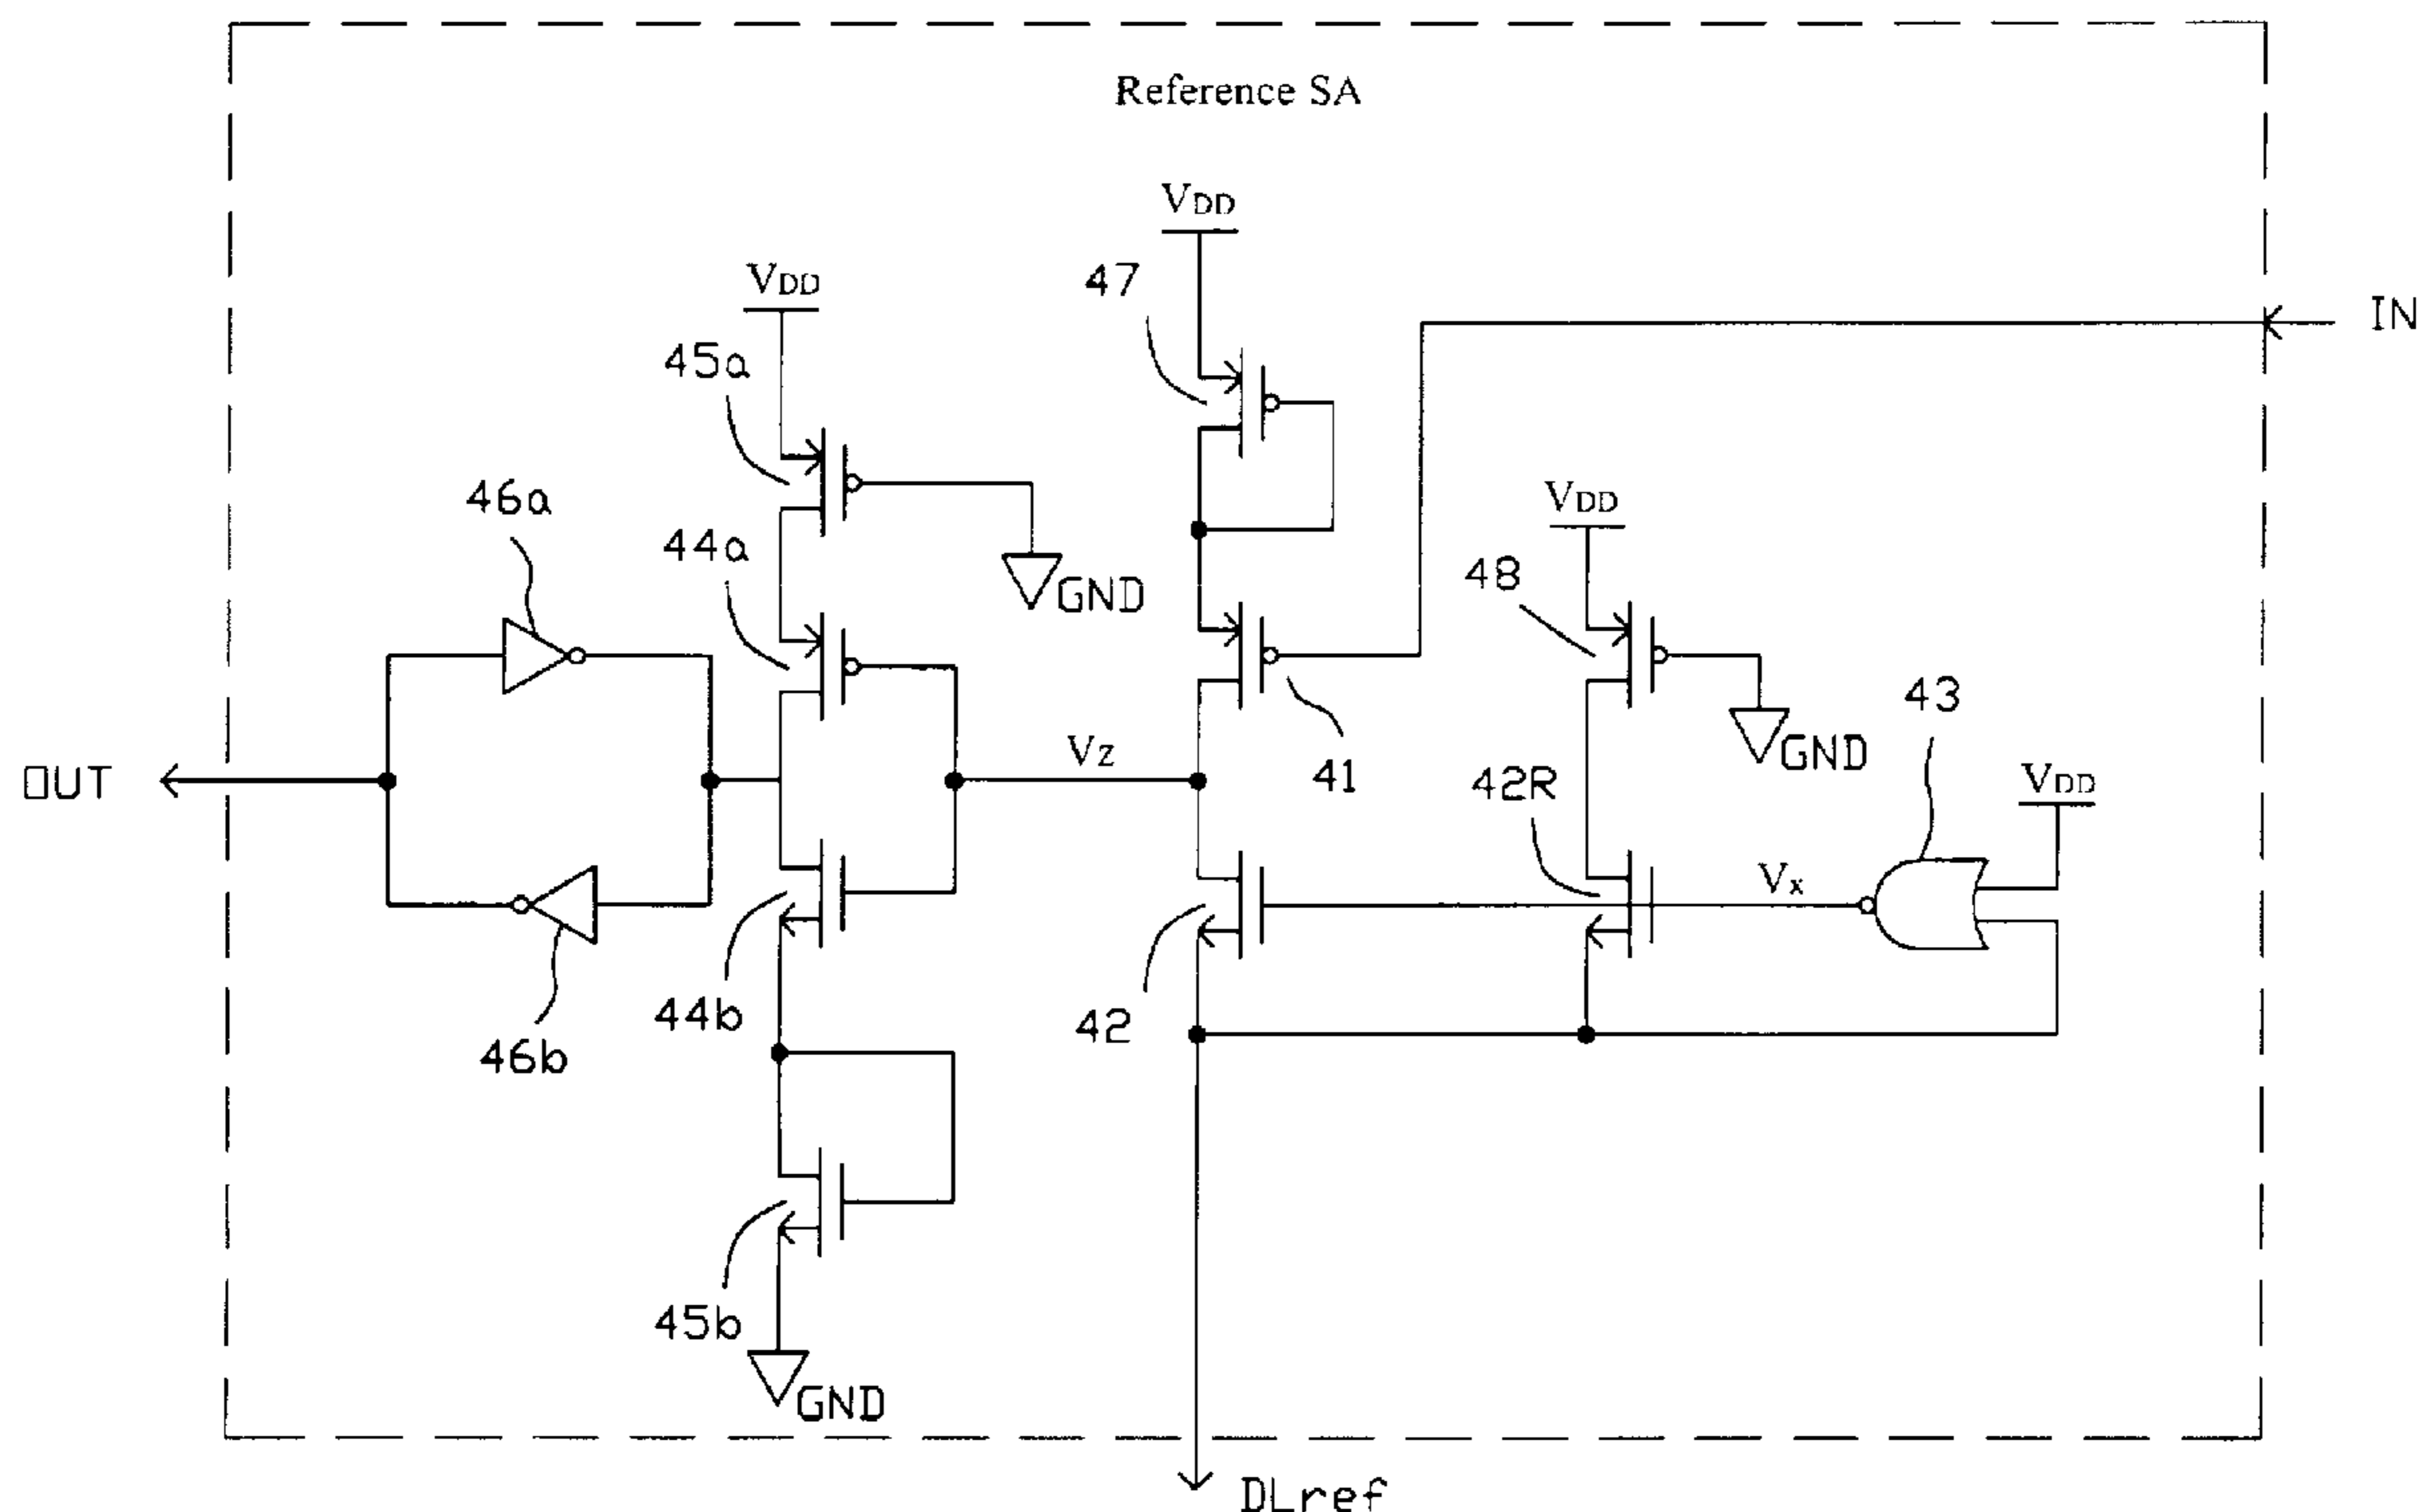 Reference SA
VDD
47
VDD
IN
45a
46a
VDD
44a
48
GND
43
Vz
41
GND
OUT
42R
VDD
Vx
44b
42
46b
45b
GND
DLref